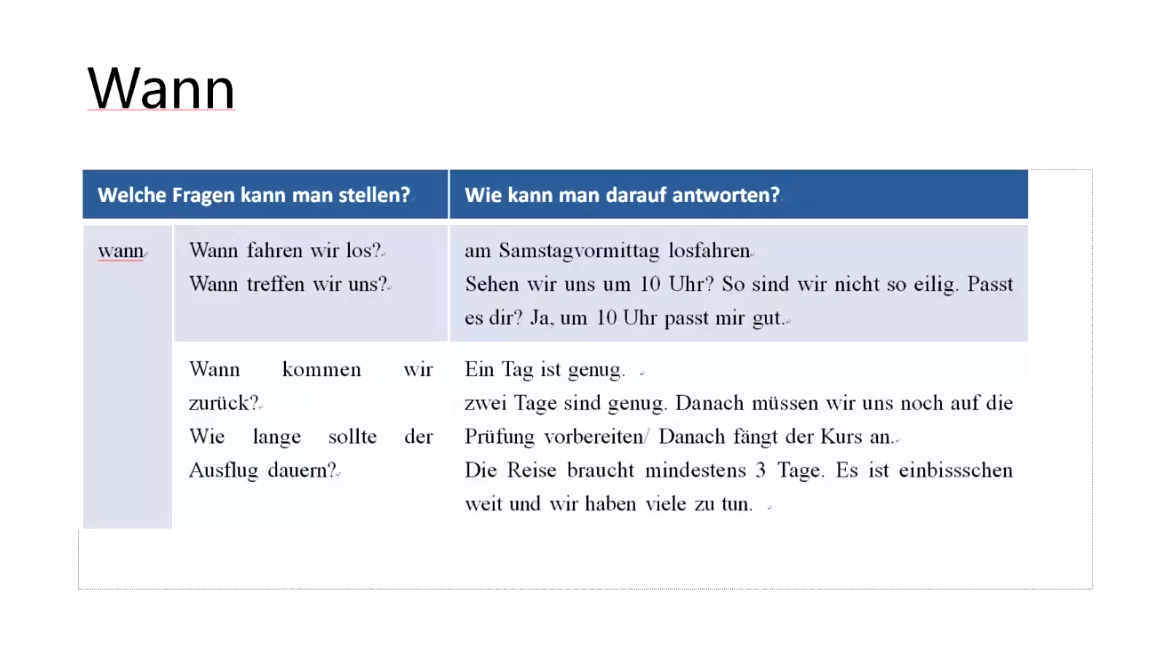 Wann
Welche Fragen kann man stellen?
Wie kann man darauf antworten?
wann
Wann fahren wir los?
Wann treffen wir uns?
am Samstagvormittag losfahren
Sehen wir uns um 10 Uhr? So sind wir nicht so eilig. Passt
es dir? Ja, um 10 Uhr passt mir gut.
Wann kommen wir
zurück?
Wie lange sollte der
Ausflug dauern?
Ein Tag ist genug.
zwei Tage sind genug. Danach müssen wir uns noch auf die
Prüfung vorbereiten/ Danach fängt der Kurs an.
Die Reise braucht mindestens 3 Tage. Es ist einbissschen
weit und wir haben viele zu tun.